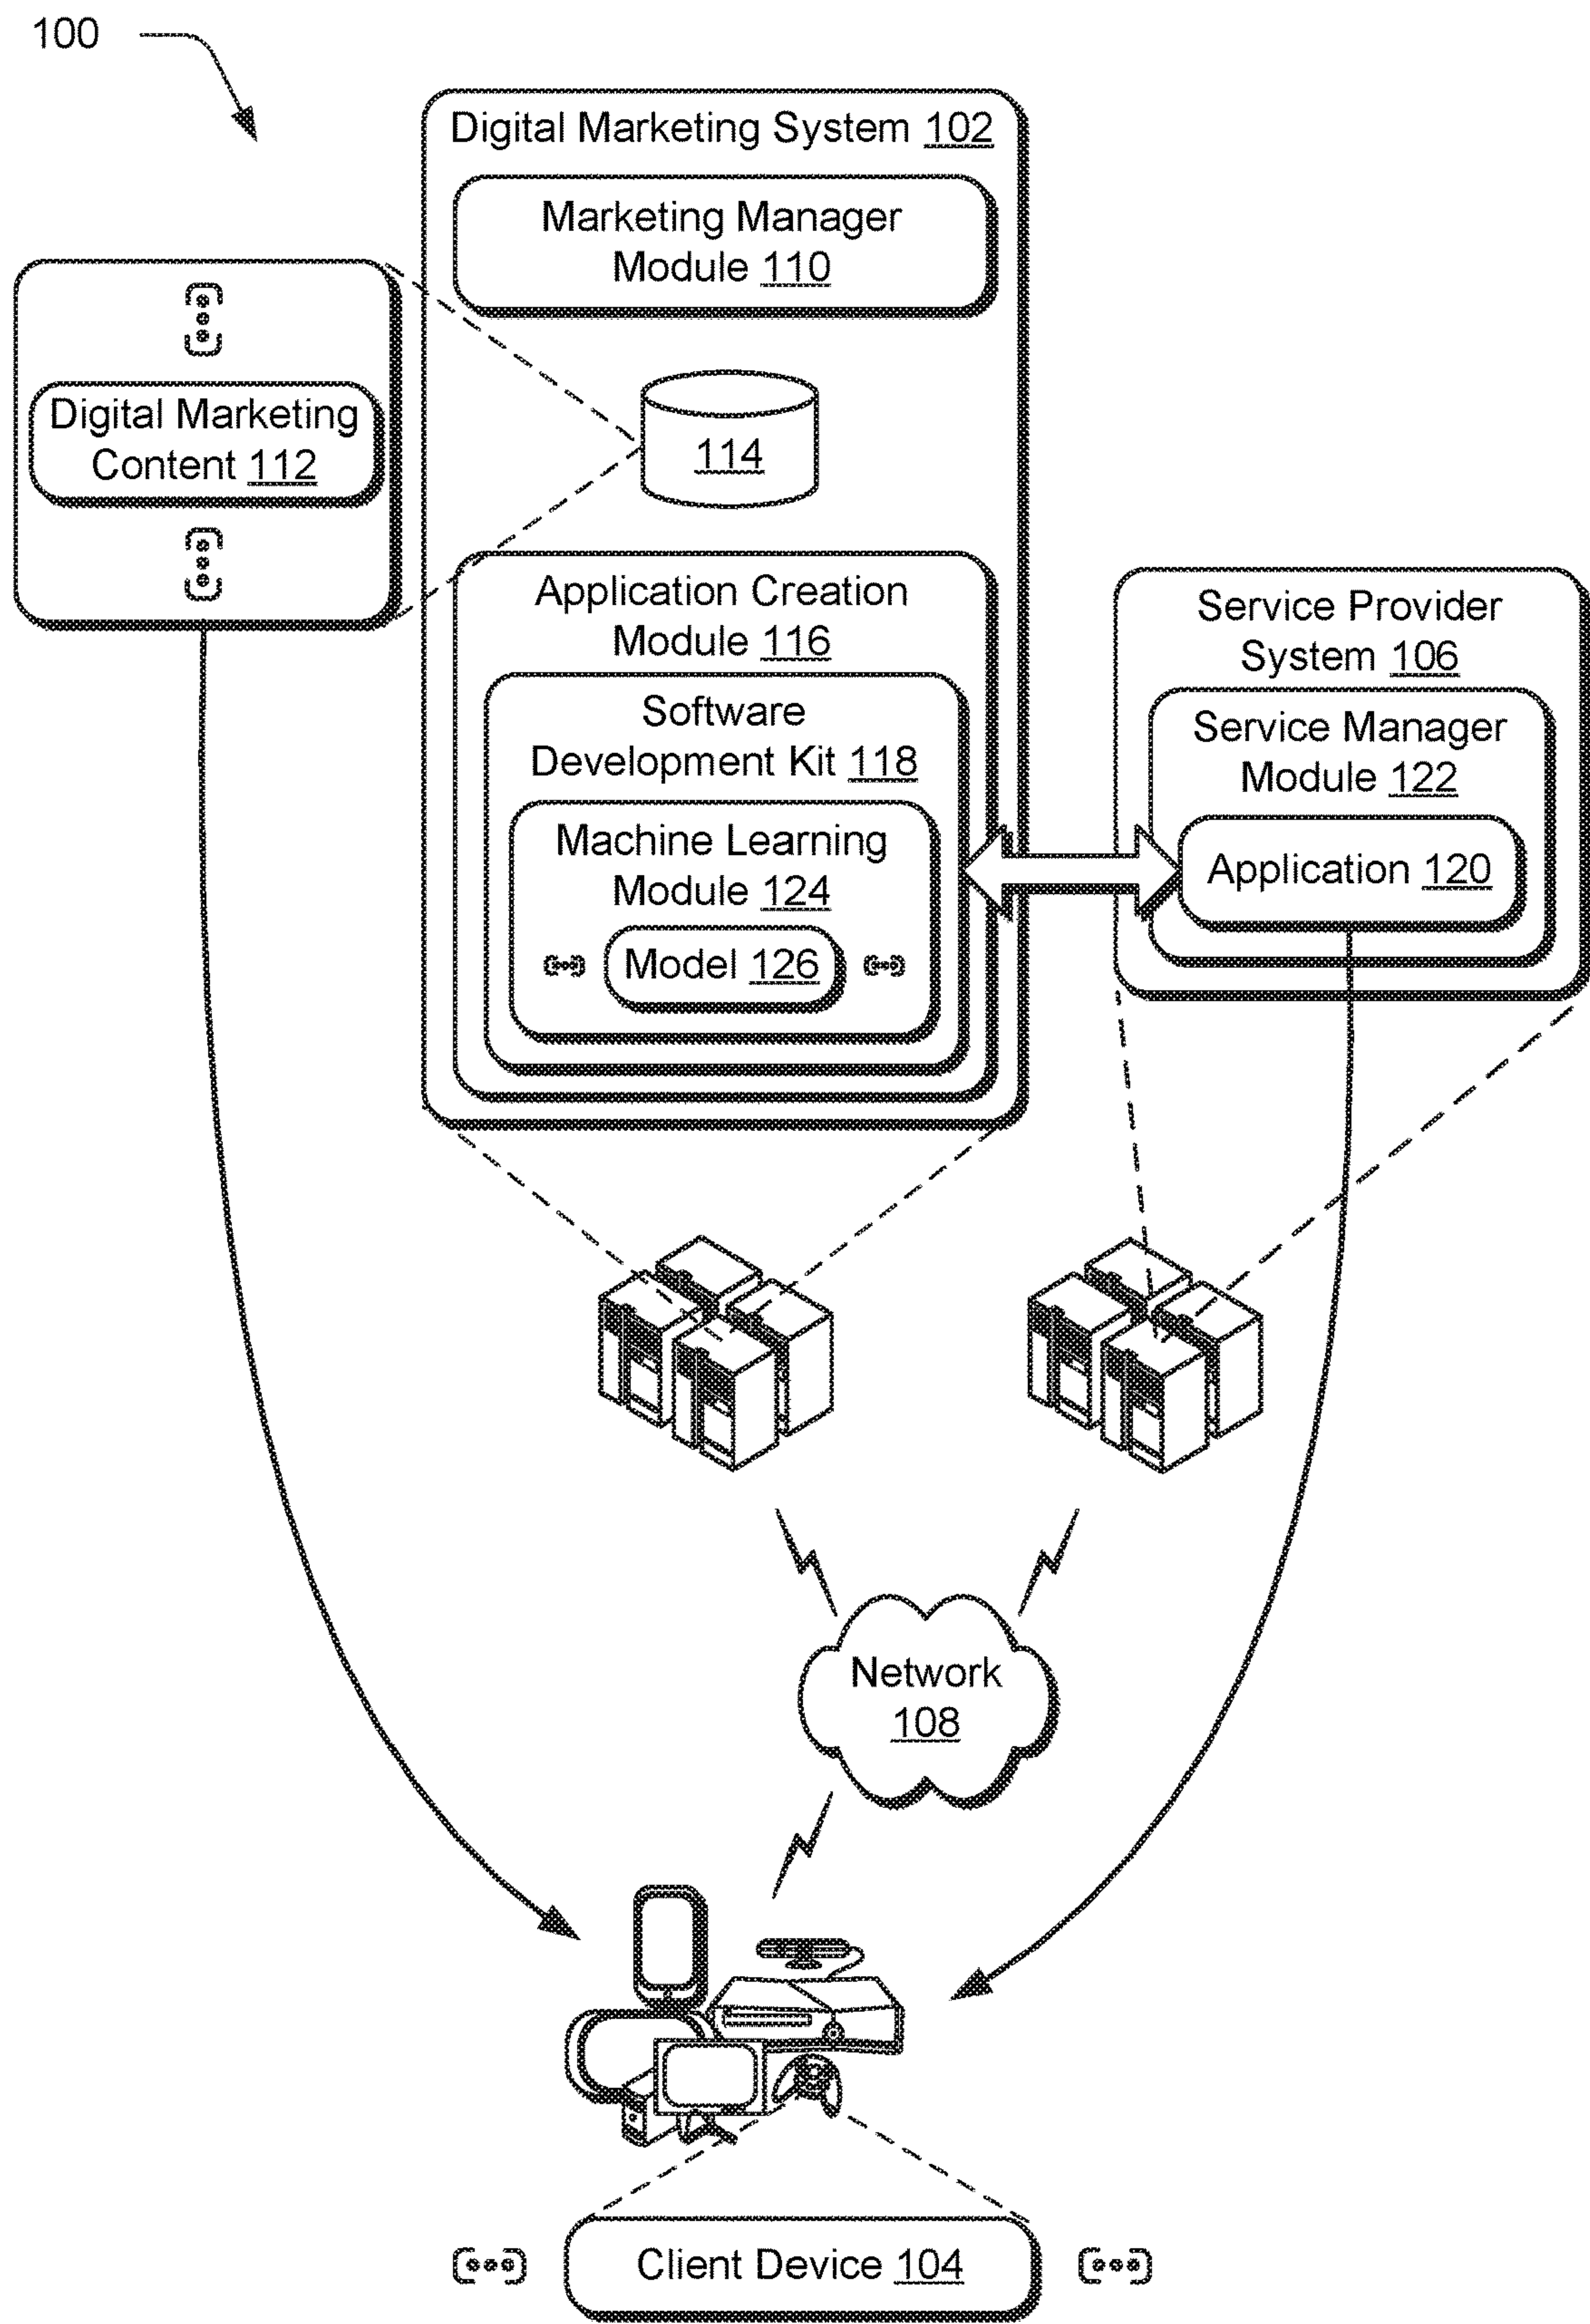 100
Digital Marketing System 102
Marketing Manager
Module 110
Digital Marketing
Content 112
114
Application Creation
Module 116
Software
Development Kit 118
Machine Learning
Module 124
Model 126
Service Provider
System 106
Service Manager
Module 122
Application 120
Network
108
Client Device 104